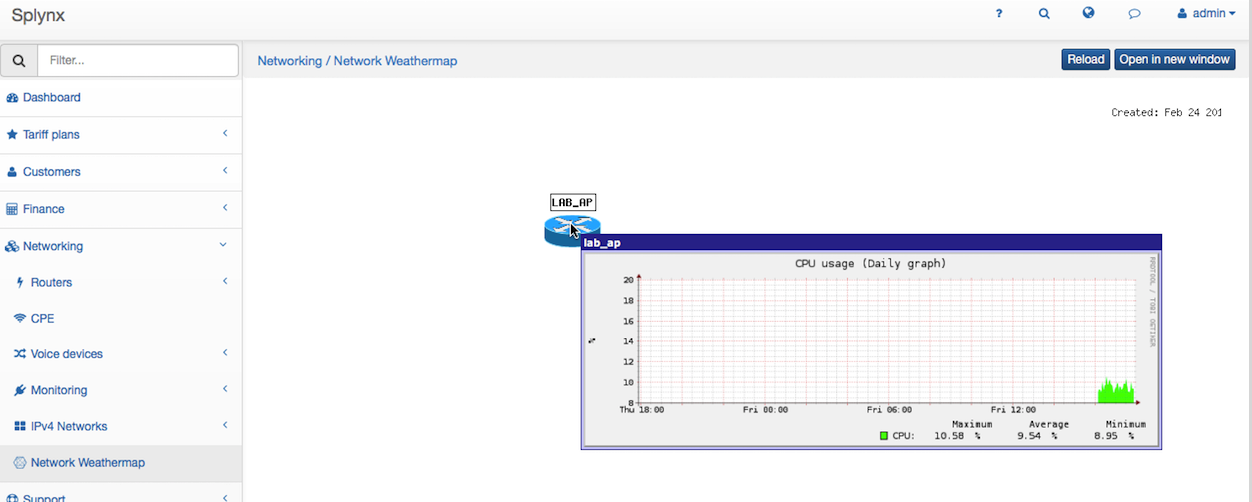 Splynx
? admin
Filter...
Networking / Network Weathermap
Reload
Open in new window
Dashboard
Created: Feb 24 201
Tariff plans
Customers
LAB_AP
Finance
Networking
lab_ap
CPU usage (Daily graph)
RRDTOOL / TOBI OETIKER
Routers
CPE
Voice devices
Monitoring
IPv4 Networks
Network Weathermap
Support
20
18
16
14
%
12
10
8
Thu 18:00 Fri 00:00 Fri 06:00 Fri 12:00
Maximum Average Minimum
CPU: 10.58 % 9.54 % 8.95 %